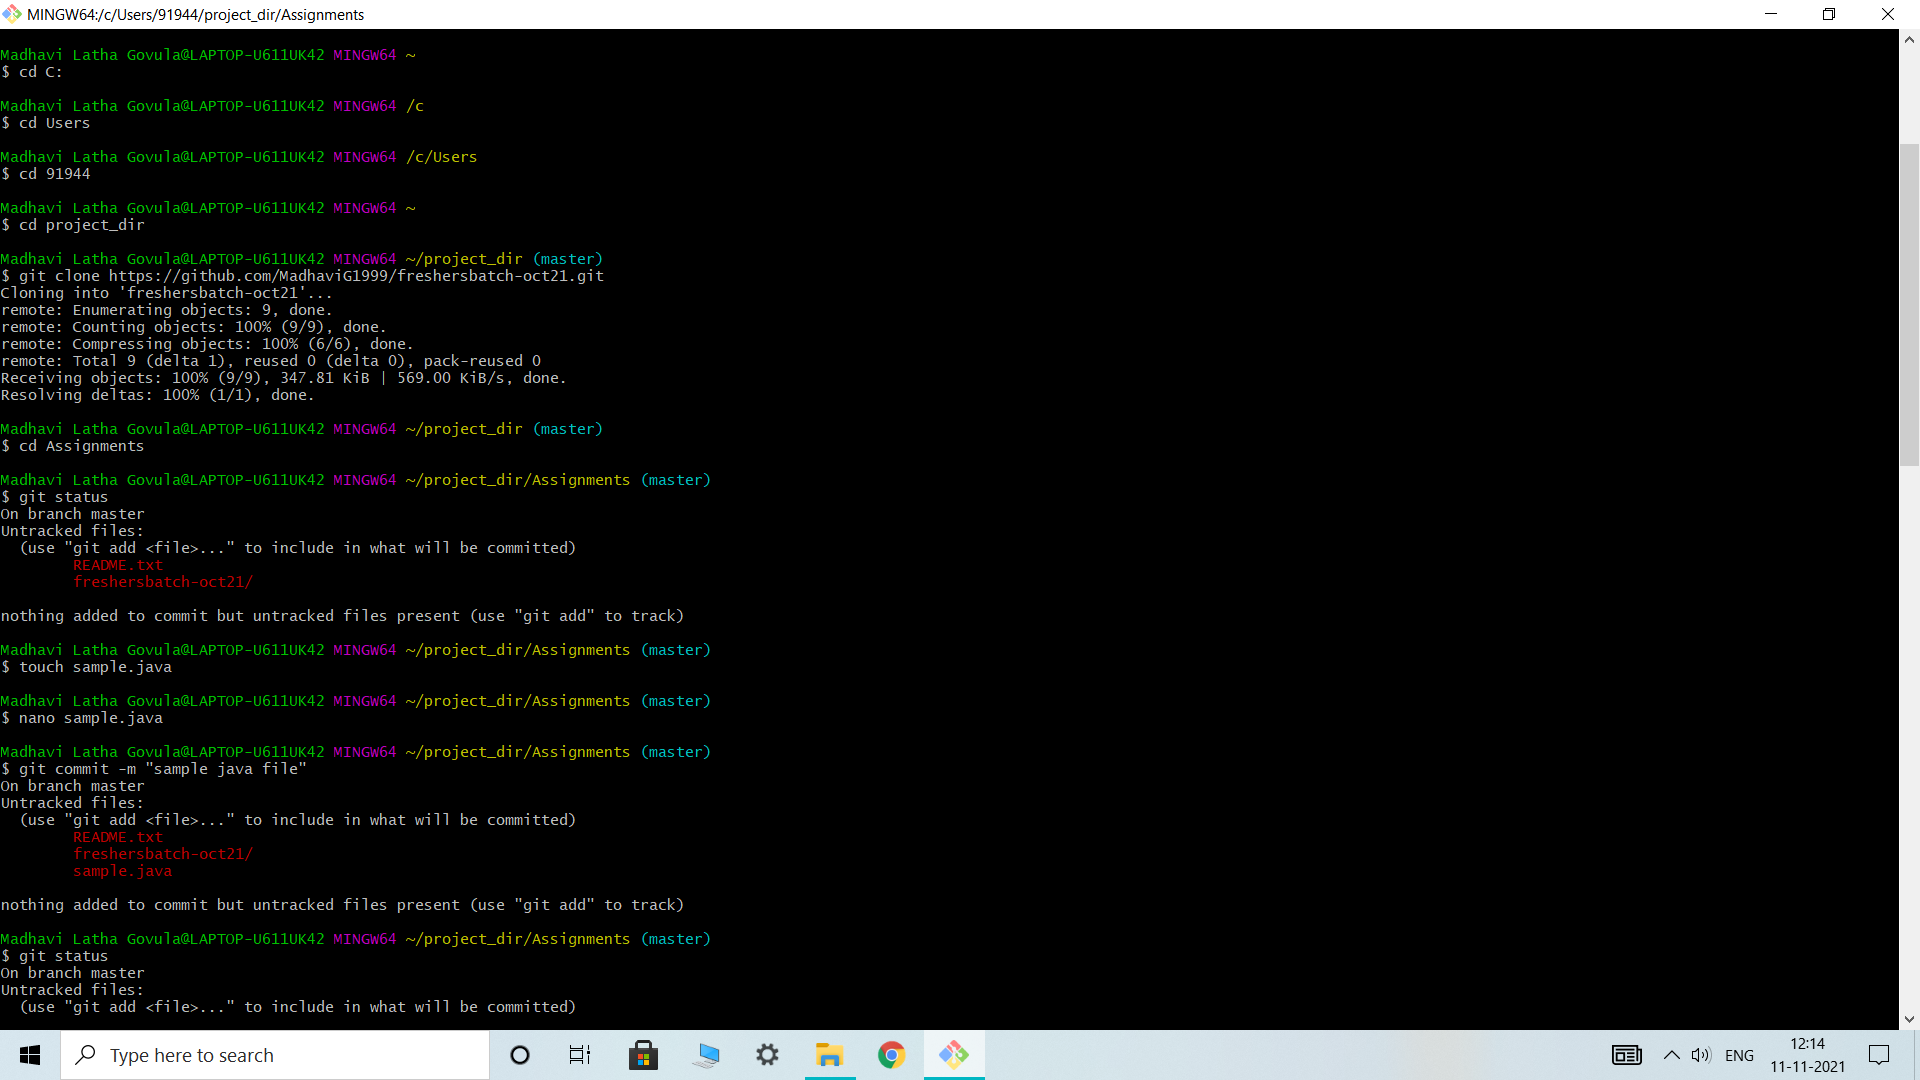 MINGW64:/c/Users/91944/project_dir/Assignments
Madhavi Latha Govula@LAPTOP-U611UK42 MINGW64 ~
$ cd C:
Madhavi Latha Govula@LAPTOP-U611UK42 MINGW64 /c
$ cd Users
Madhavi Latha Govula@LAPTOP-U611UK42 MINGW64 /c/Users
$ cd 91944
Madhavi Latha Govula@LAPTOP-U611UK42 MINGW64 ~
$ cd project_dir
Madhavi Latha Govula@LAPTOP-U611UK42 MINGW64 ~/project_dir (master)
$ git clone https://github.com/MadhaviG1999/freshersbatch-oct21.git
Cloning into 'freshersbatch-oct21'...
remote: Enumerating objects: 9, done.
remote: Counting objects: 100% (9/9), done.
remote: Compressing objects: 100% (6/6), done.
remote: Total 9 (delta 1), reused 0 (delta 0), pack-reused 0
Receiving objects: 100% (9/9), 347.81 KiB | 569.00 KiB/s, done.
Resolving deltas: 100% (1/1), done.
Madhavi Latha Govula@LAPTOP-U611UK42 MINGW64 ~/project_dir (master)
$ cd Assignments
Madhavi Latha Govula@LAPTOP-U611UK42 MINGW64 ~/project_dir/Assignments (master)
$ git status
On branch master
Untracked files:
(use "git add <file>..." to include in what will be committed)
README.txt
freshersbatch-oct21/
nothing added to commit but untracked files present (use "git add" to track)
Madhavi Latha Govula@LAPTOP-U611UK42 MINGW64 ~/project_dir/Assignments (master)
$ touch sample.java
Madhavi Latha Govula@LAPTOP-U611UK42 MINGW64 ~/project_dir/Assignments (master)
$ nano sample.java
Madhavi Latha Govula@LAPTOP-U611UK42 MINGW64 ~/project_dir/Assignments (master)
$ git commit -m "sample java file"
On branch master
Untracked files:
(use "git add <file>..." to include in what will be committed)
README.txt
freshersbatch-oct21/
sample.java
nothing added to commit but untracked files present (use "git add" to track)
Madhavi Latha Govula@LAPTOP-U611UK42 MINGW64 ~/project_dir/Assignments (master)
$ git status
On branch master
Untracked files:
(use "git add <file>..." to include in what will be committed)
Type here to search
ENG
12:14
11-11-2021